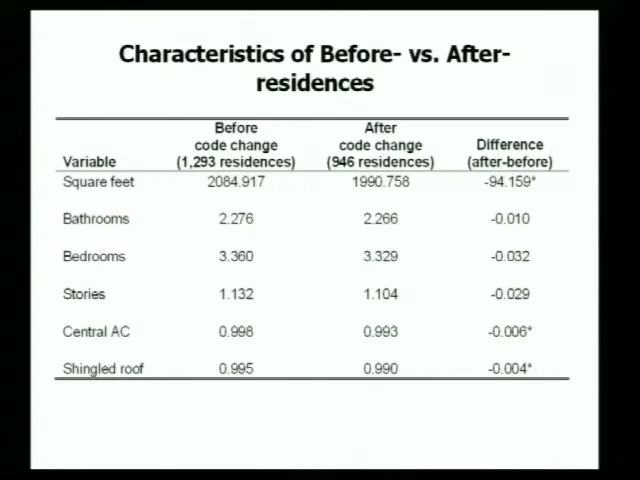 Characteristics of Before- vs. After-
residences
Before
code change
(1,293 residences)
After
code change
(946 residences)
Difference
(after-before)
Variable
Square feet 2084.917 1990.758 -94.159*
Bathrooms 2.276 2.266 -0.010
Bedrooms 3.360 3.329 -0.032
Stories 1.132 1.104 -0.029
Central AC 0.998 0.993 -0.006*
Shingled roof 0.995 0.990 -0.004*